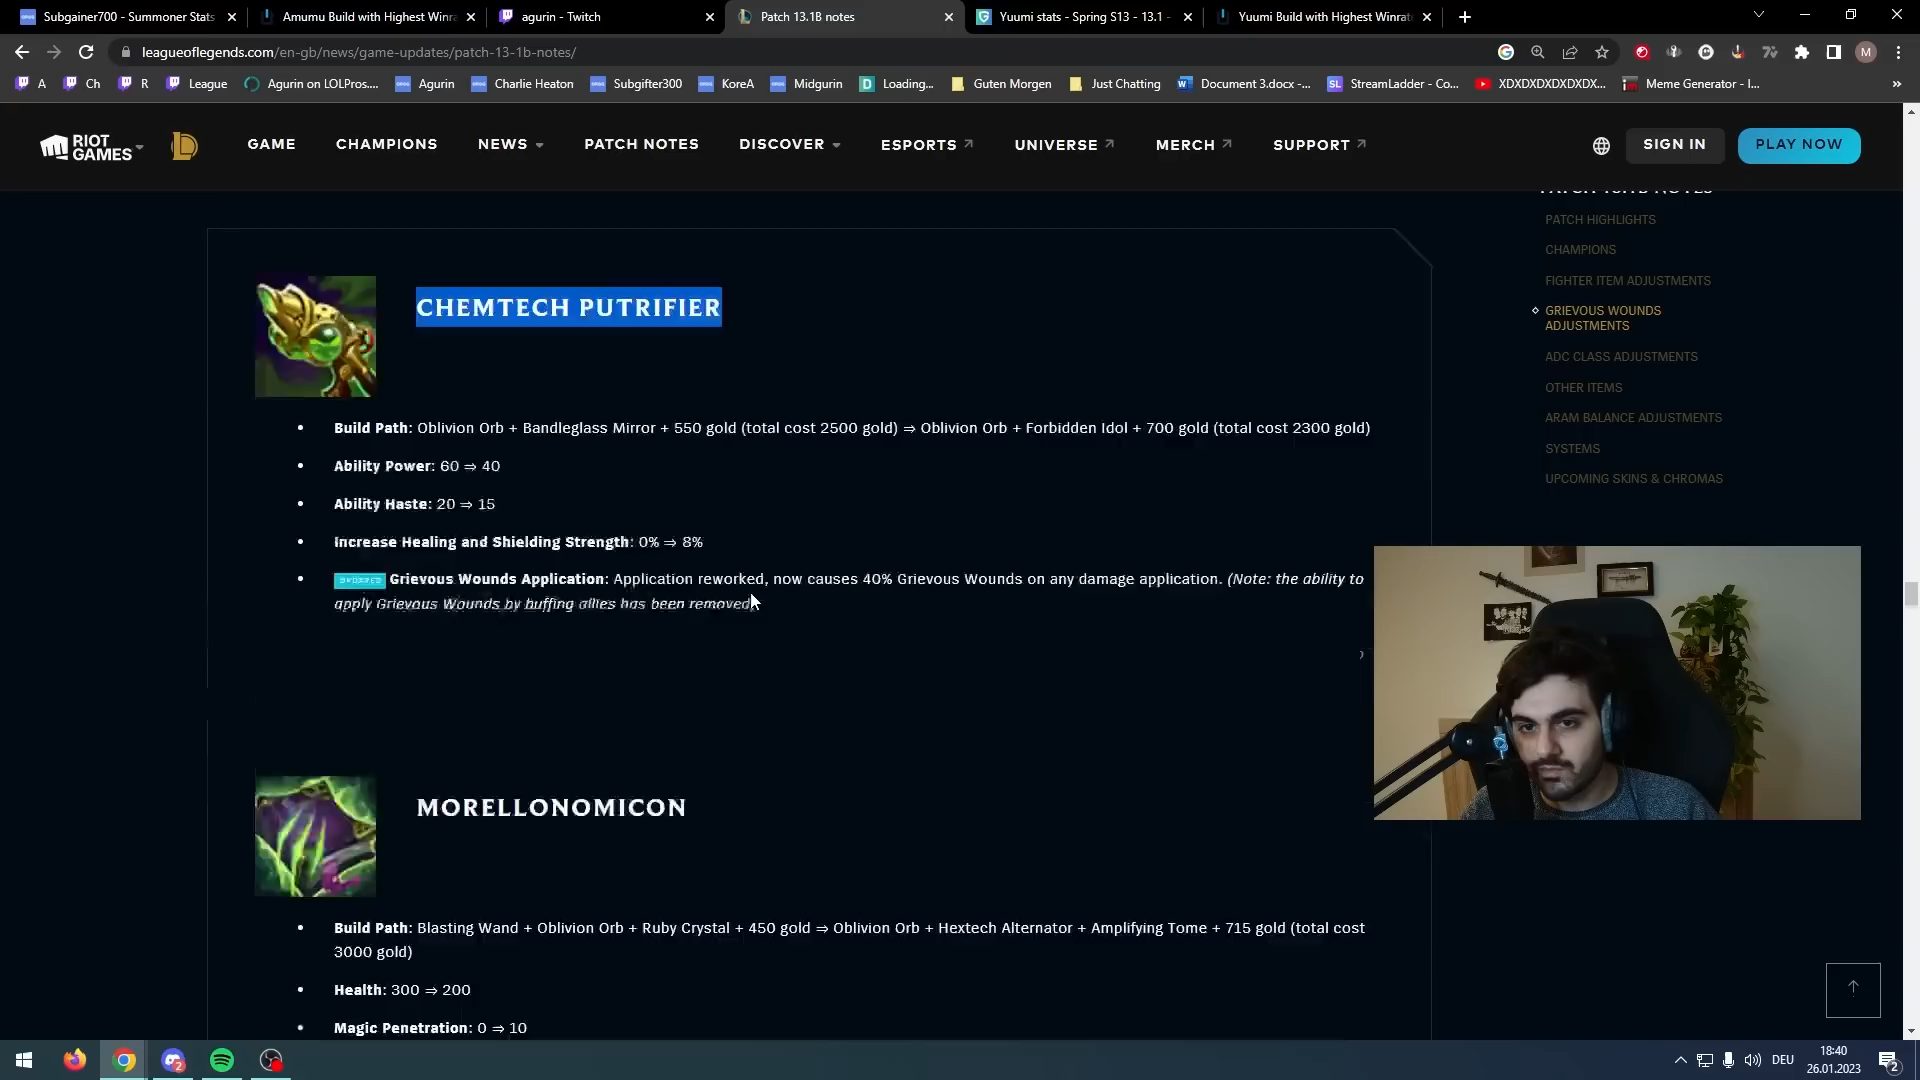 Subgainer700 - Summoner Stats
Amumu Build with Highest Winra
agurin - Twitch
Patch 13.1B notes
Yuumi stats - Spring S13 - 13.1 -
Yuumi Build with Highest Winrat
leagueoflegends.com/en-gb/news/game-updates/patch-13-1b-notes/
M
A
Ch
R
League
Agurin on LOLPros....
Agurin
Charlie Heaton
Subgifter300
KoreA
Midgurin
Loading...
Guten Morgen
Just Chatting
Document 3.docx -...
SL StreamLadder - Co...
XDXDXDXDXDXDX...
Meme Generator - I...
»
RIOT GAMES
GAME
CHAMPIONS
NEWS
PATCH NOTES
DISCOVER
ESPORTS
UNIVERSE
MERCH
SUPPORT
SIGN IN
PLAY NOW
PATCH HIGHLIGHTS
CHAMPIONS
FIGHTER ITEM ADJUSTMENTS
GRIEVOUS WOUNDS
ADJUSTMENTS
ADC CLASS ADJUSTMENTS
OTHER ITEMS
ARAM BALANCE ADJUSTMENTS
SYSTEMS
UPCOMING SKINS & CHROMAS
CHEMTECH PUTRIFIER
• Build Path: Oblivion Orb + Bandleglass Mirror + 550 gold (total cost 2500 gold) ⇒ Oblivion Orb + Forbidden Idol + 700 gold (total cost 2300 gold)
• Ability Power: 60 ⇒ 40
• Ability Haste: 20 ⇒ 15
• Increase Healing and Shielding Strength: 0% ⇒ 8%
• Grievous Wounds Application: Application reworked, now causes 40% Grievous Wounds on any damage application. (Note: the ability to
apply Grievous Wounds by buffing allies has been removed
MORELLONOMICON
• Build Path: Blasting Wand + Oblivion Orb + Ruby Crystal + 450 gold ⇒ Oblivion Orb + Hextech Alternator + Amplifying Tome + 715 gold (total cost
3000 gold)
• Health: 300 ⇒ 200
• Magic Penetration: 0 ⇒ 10
DEU
18:40
26.01.2023
2
2